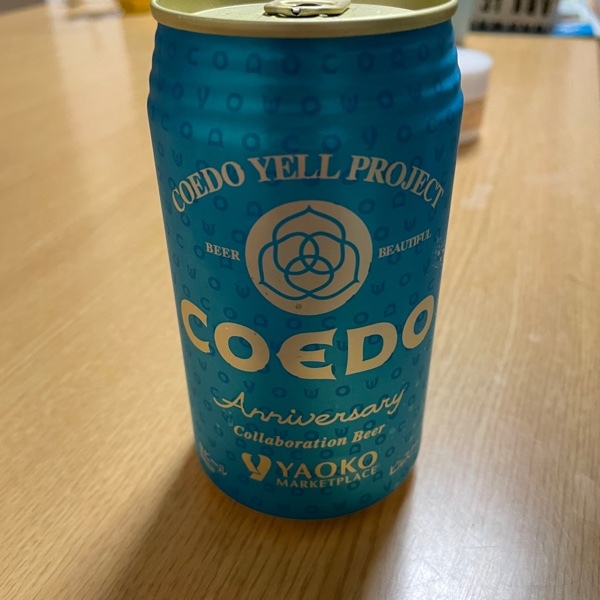 COEDO YELL PROJECT
BEER
BEAUTIFUL
COEDO
Anniversary
Collaboration Beer
YAOKO
MARKETPLACE